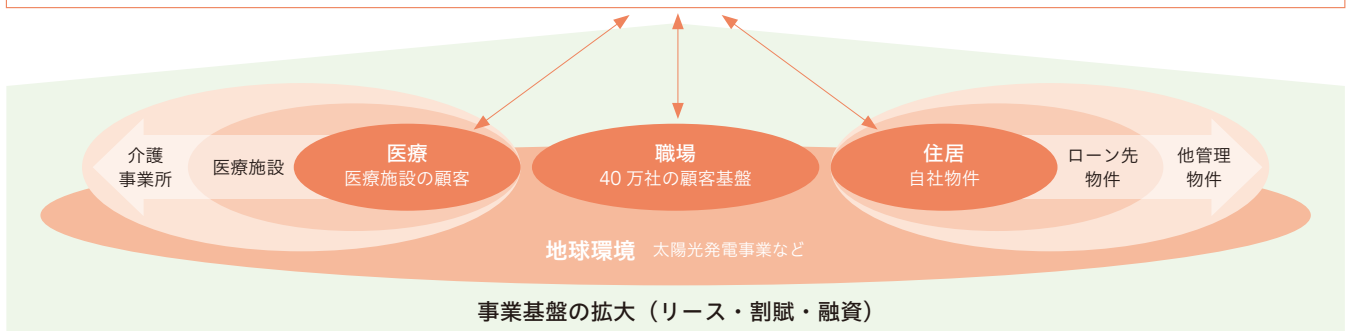 介護
事業所
医療施設
医療
医療施設の顧客
職場
40 万社の顧客基盤
住居
自社物件
ローン先
物件
他管理
物件
地球環境 太陽光発電事業など
事業基盤の拡大（リース・割賦・融資）